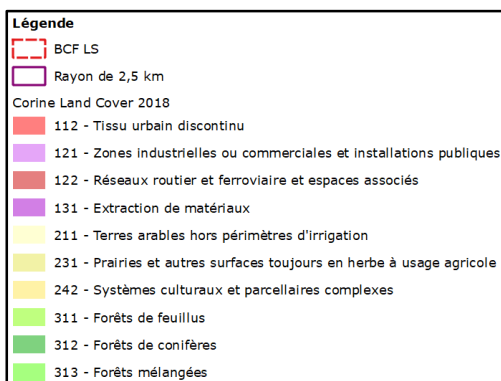 Légende
BCF LS
Rayon de 2,5 km
Corine Land Cover 2018
112 - Tissu urbain discontinu
121 - Zones industrielles ou commerciales et installations publiques
122 - Réseaux routier et ferroviaire et espaces associés
131 - Extraction de matériaux
211 - Terres arables hors périmètres d'irrigation
231 - Prairies et autres surfaces toujours en herbe à usage agricole
242 - Systèmes culturaux et parcellaires complexes
311 - Forêts de feuillus
312 - Forêts de conifères
313 - Forêts mélangées